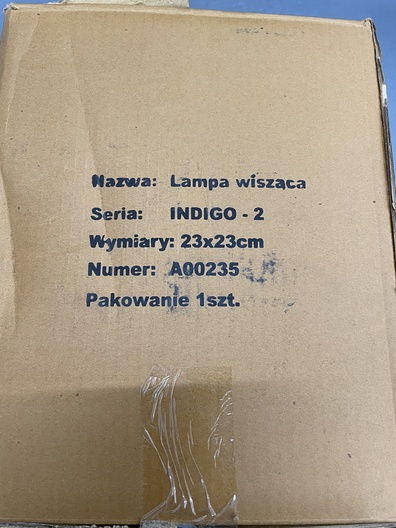 Nazwa: Lampa wisząca
Seria: INDIGO - 2
Wymiary: 23x23cm
Numer: A00235
Pakowanie 1szt.